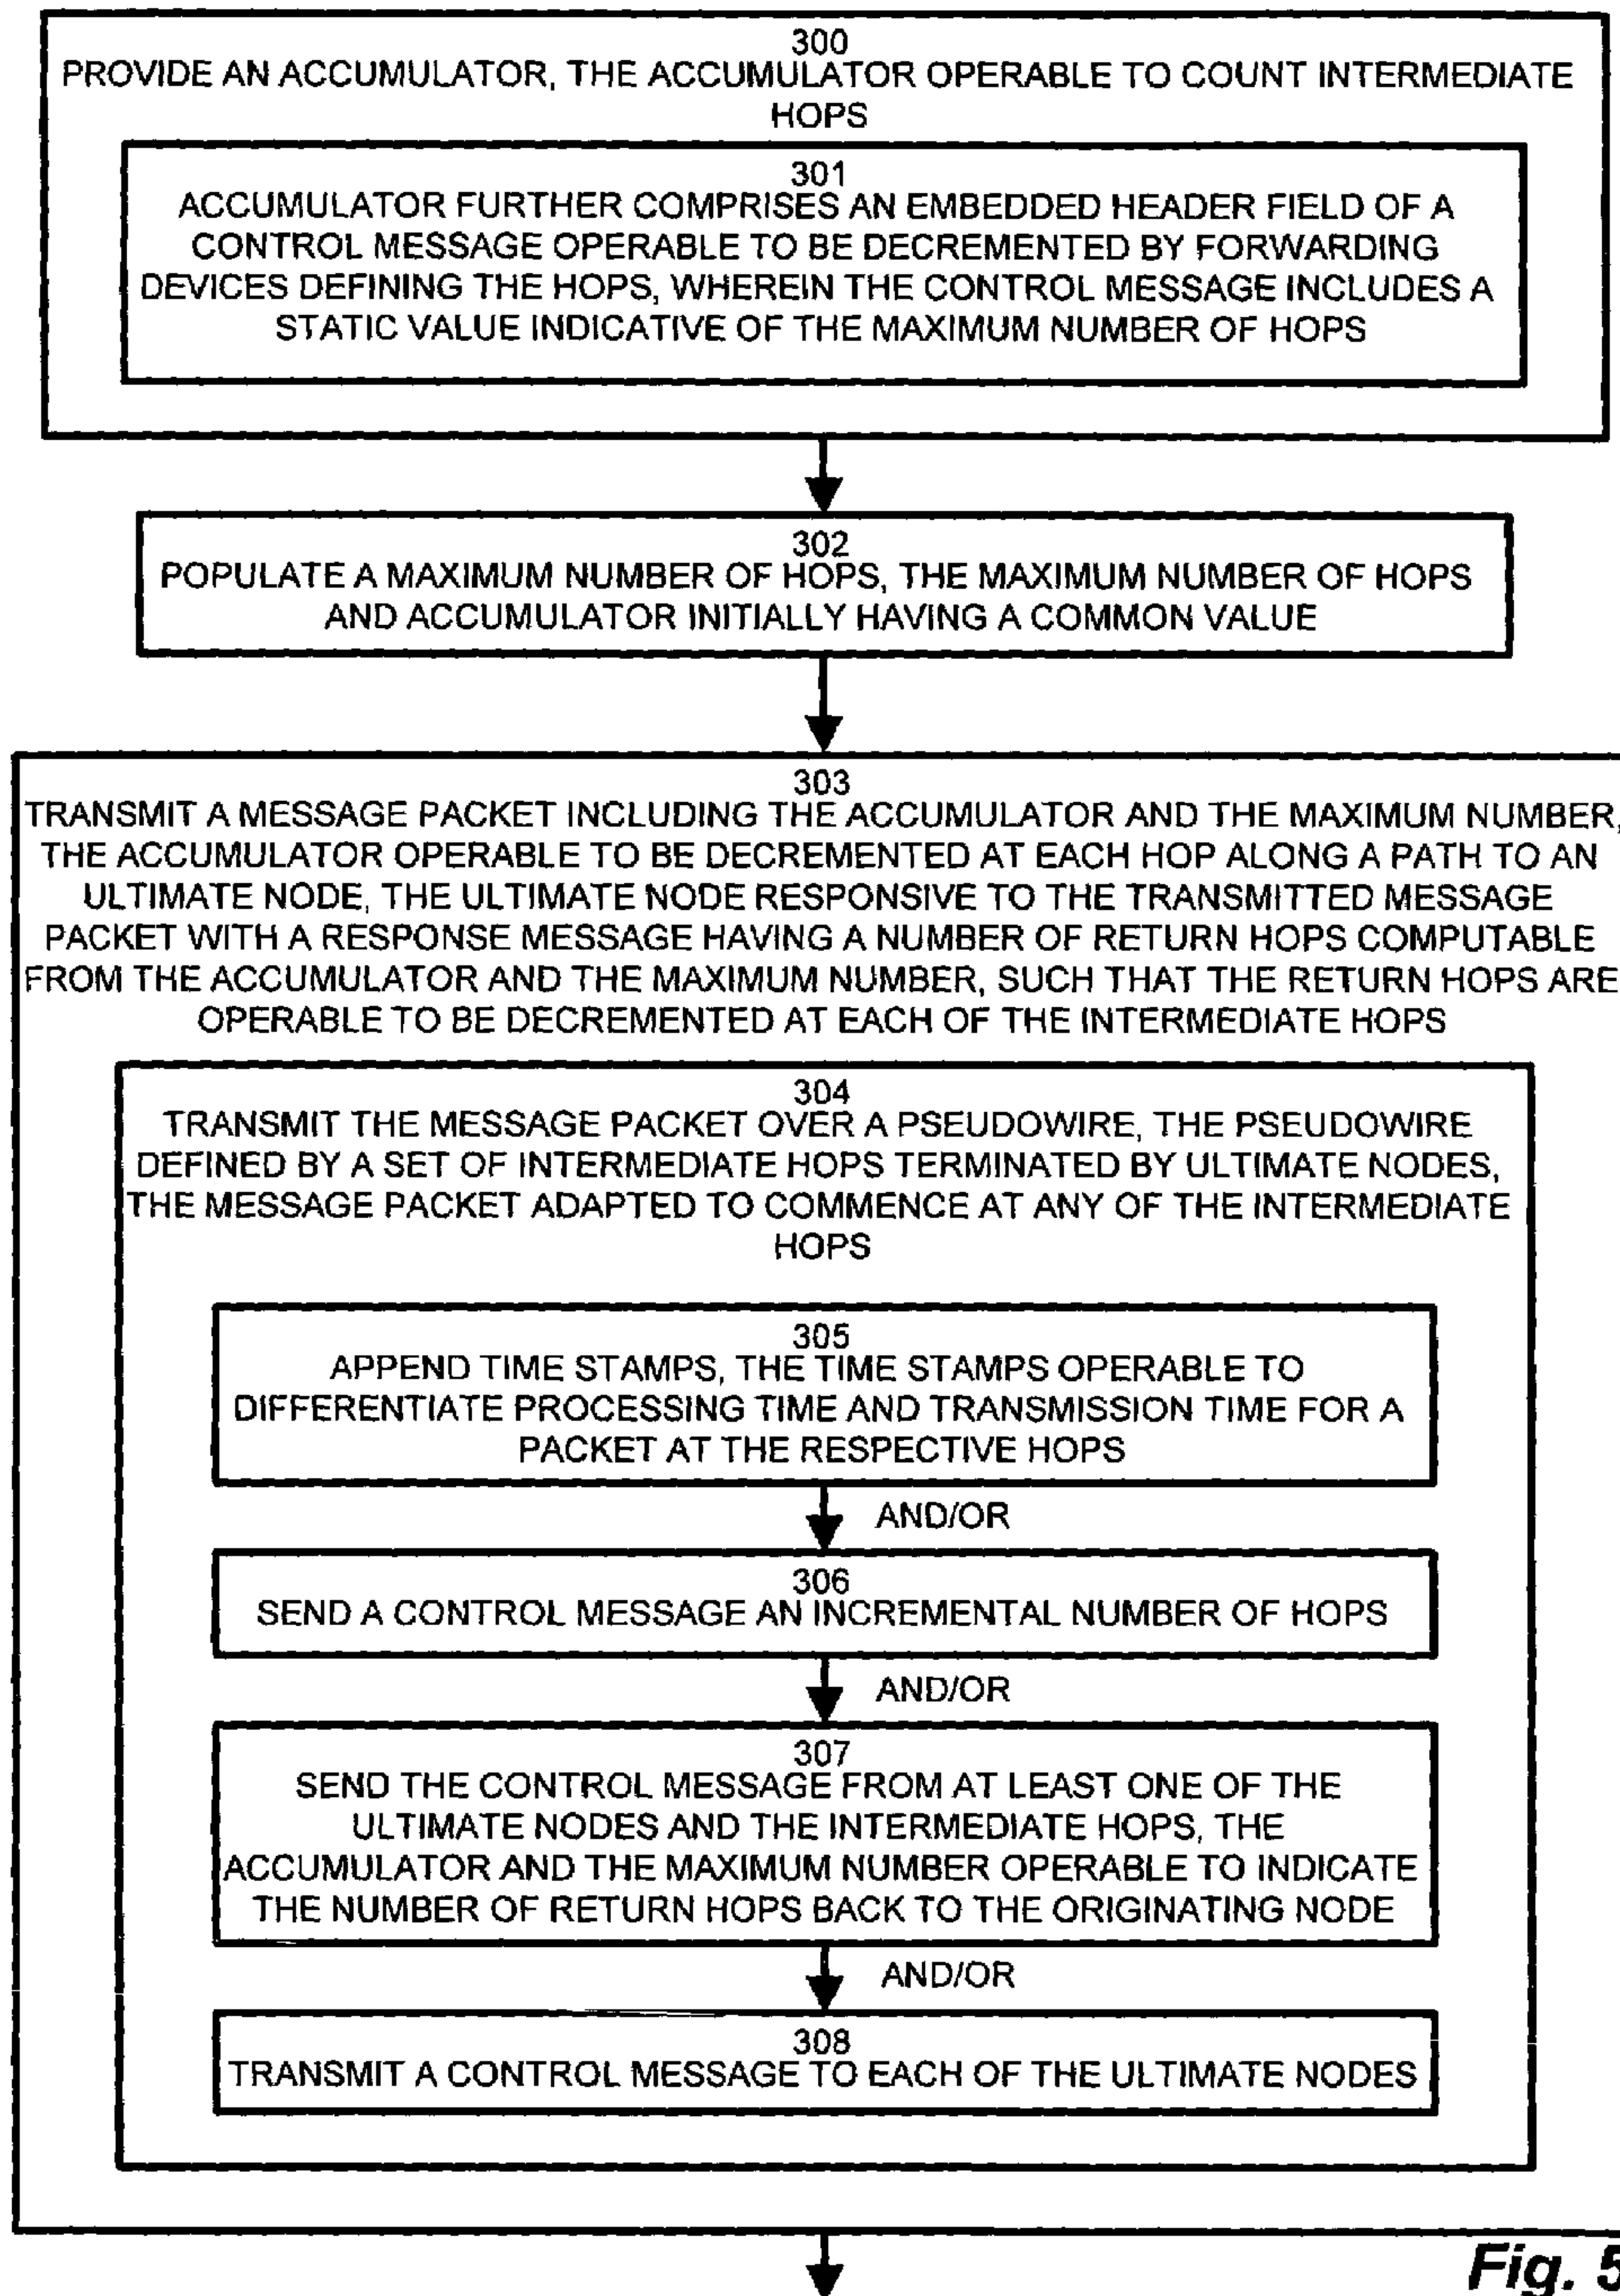 300
PROVIDE AN ACCUMULATOR, THE ACCUMULATOR OPERABLE TO COUNT INTERMEDIATE
HOPS
301
ACCUMULATOR FURTHER COMPRISES AN EMBEDDED HEADER FIELD OF A
CONTROL MESSAGE OPERABLE TO BE DECREMENTED BY FORWARDING
DEVICES DEFINING THE HOPS, WHEREIN THE CONTROL MESSAGE INCLUDES A
STATIC VALUE INDICATIVE OF THE MAXIMUM NUMBER OF HOPS
302
POPULATE A MAXIMUM NUMBER OF HOPS, THE MAXIMUM NUMBER OF HOPS
AND ACCUMULATOR INITIALLY HAVING A COMMON VALUE
303
TRANSMIT A MESSAGE PACKET INCLUDING THE ACCUMULATOR AND THE MAXIMUM NUMBER,
THE ACCUMULATOR OPERABLE TO BE DECREMENTED AT EACH HOP ALONG A PATH TO AN
ULTIMATE NODE, THE ULTIMATE NODE RESPONSIVE TO THE TRANSMITTED MESSAGE
PACKET WITH A RESPONSE MESSAGE HAVING A NUMBER OF RETURN HOPS COMPUTABLE
FROM THE ACCUMULATOR AND THE MAXIMUM NUMBER, SUCH THAT THE RETURN HOPS ARE
OPERABLE TO BE DECREMENTED AT EACH OF THE INTERMEDIATE HOPS
304
TRANSMIT THE MESSAGE PACKET OVER A PSEUDOWIRE, THE PSEUDOWIRE
DEFINED BY A SET OF INTERMEDIATE HOPS TERMINATED BY ULTIMATE NODES,
THE MESSAGE PACKET ADAPTED TO COMMENCE AT ANY OF THE INTERMEDIATE
HOPS
305
APPEND TIME STAMPS, THE TIME STAMPS OPERABLE TO
DIFFERENTIATE PROCESSING TIME AND TRANSMISSION TIME FOR A
PACKET AT THE RESPECTIVE HOPS
AND/OR
306
SEND A CONTROL MESSAGE AN INCREMENTAL NUMBER OF HOPS
AND/OR
307
SEND THE CONTROL MESSAGE FROM AT LEAST ONE OF THE
ULTIMATE NODES AND THE INTERMEDIATE HOPS, THE
ACCUMULATOR AND THE MAXIMUM NUMBER OPERABLE TO INDICATE
THE NUMBER OF RETURN HOPS BACK TO THE ORIGINATING NODE
AND/OR
308
TRANSMIT A CONTROL MESSAGE TO EACH OF THE ULTIMATE NODES
Fig. 5